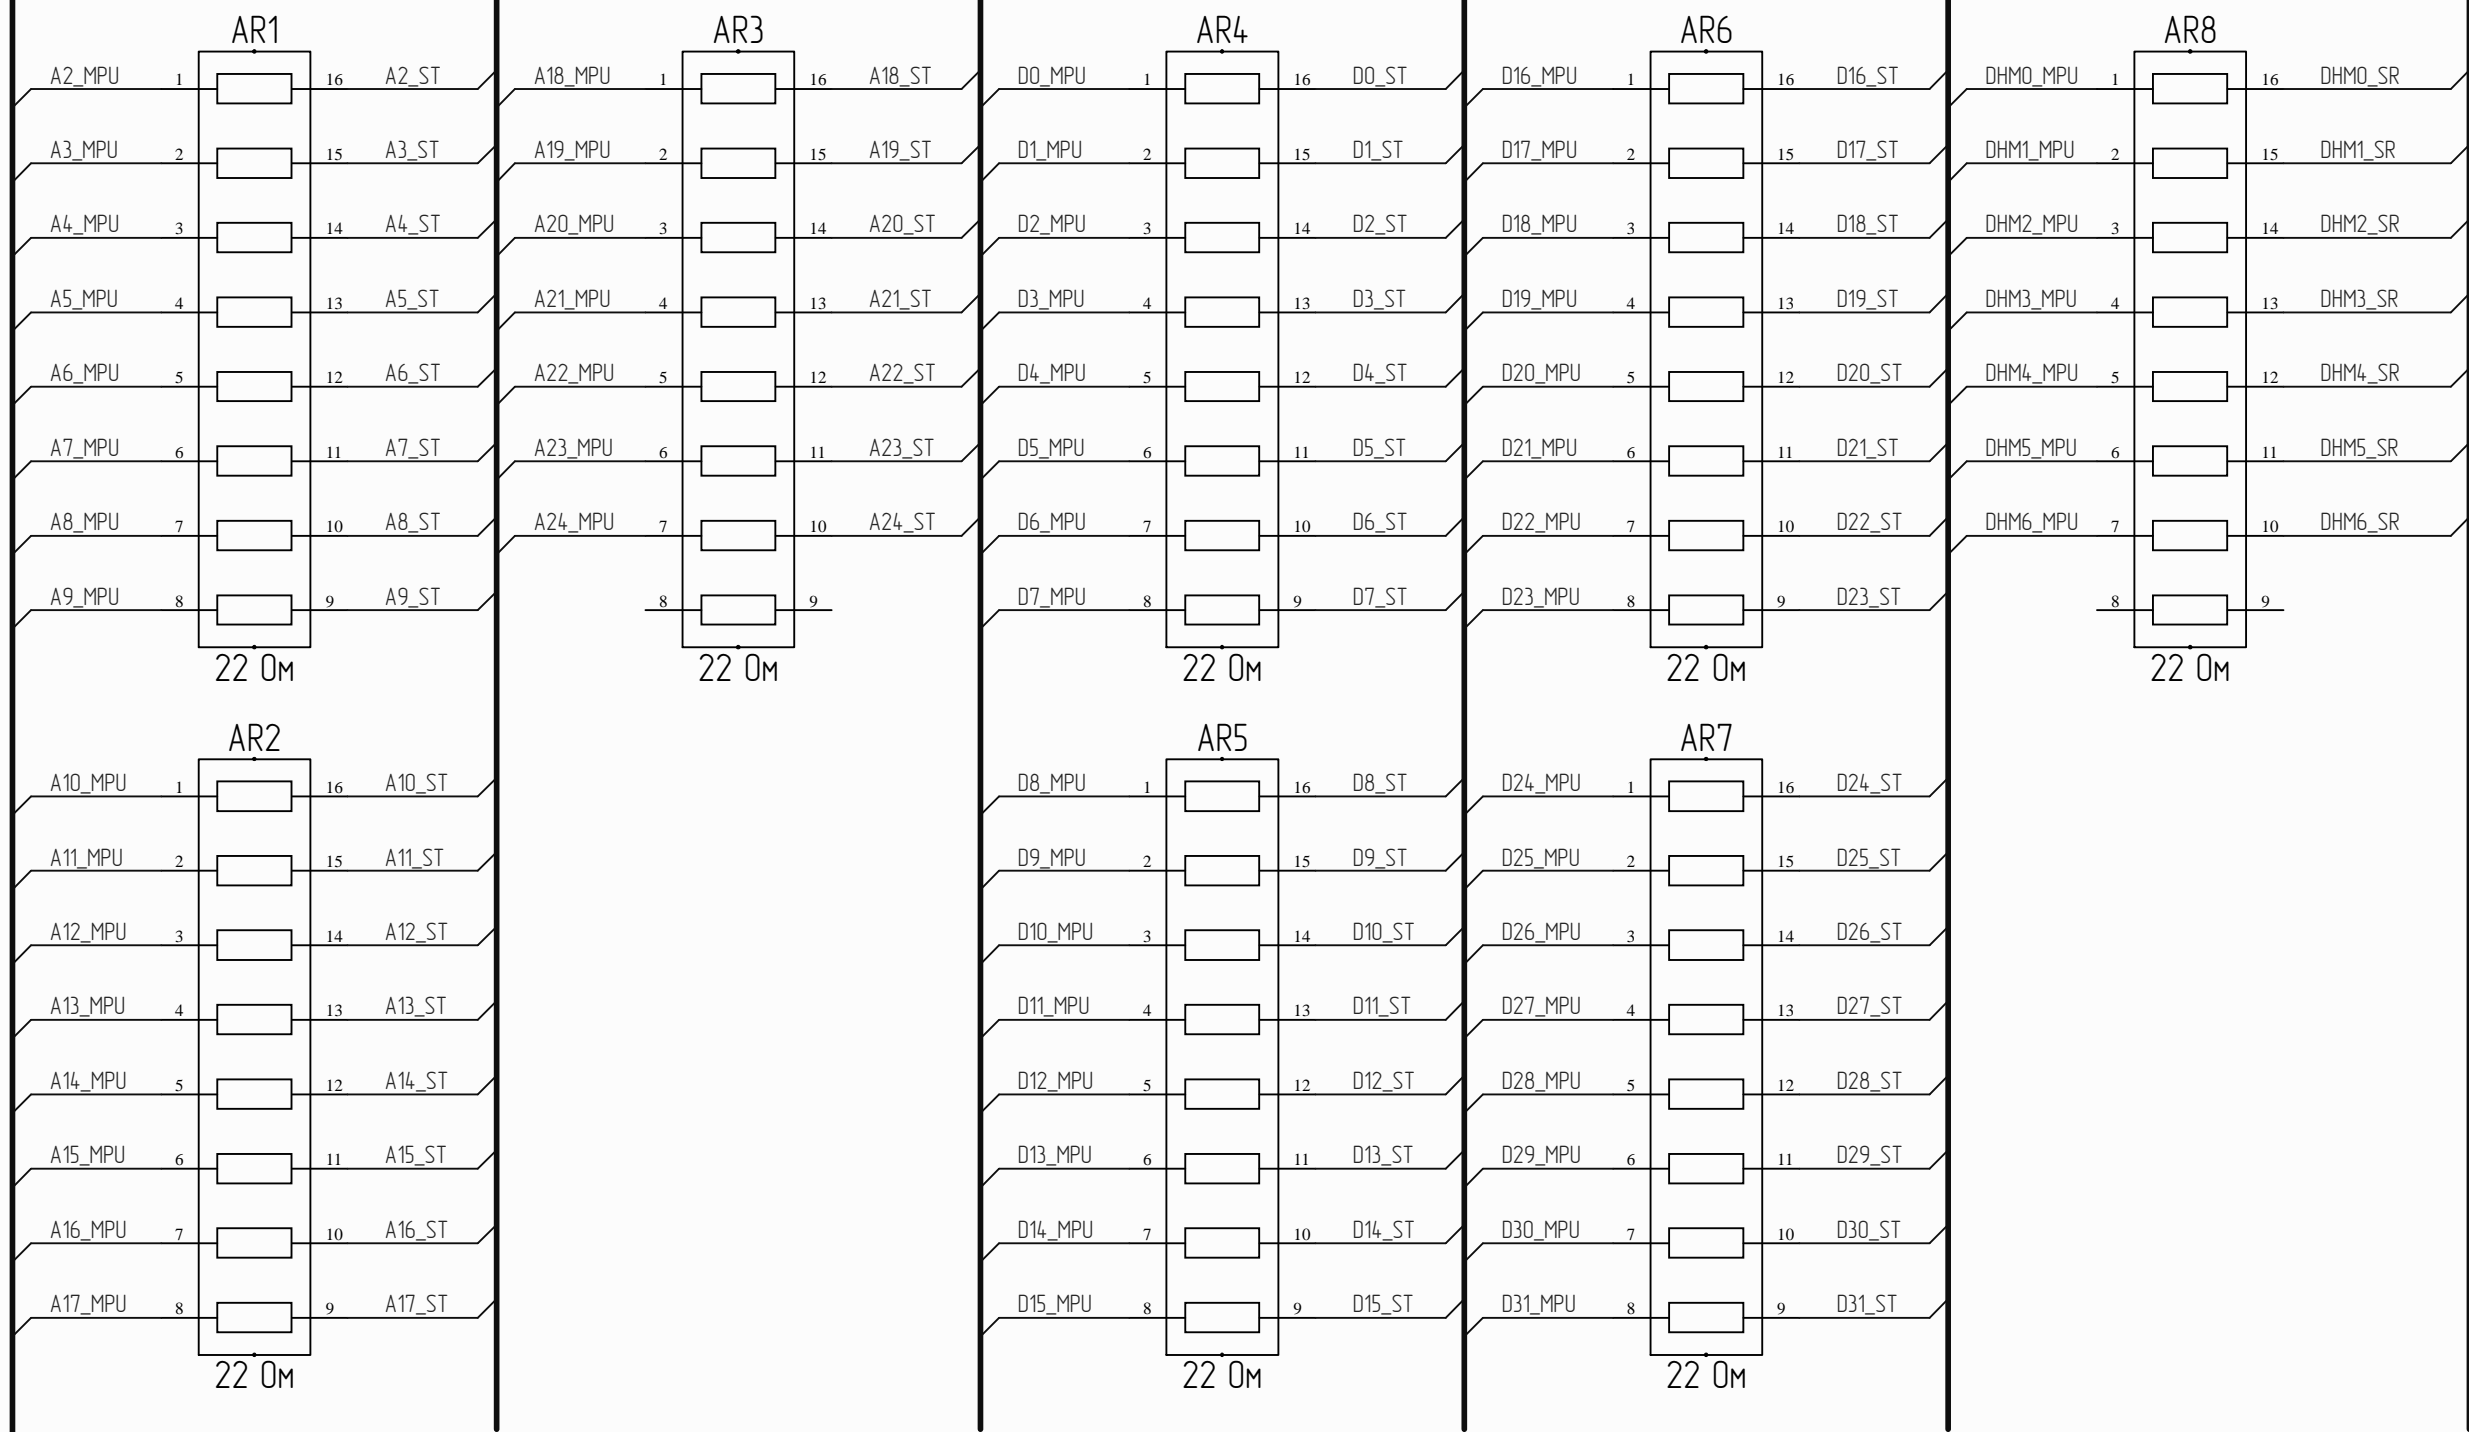 AR1
A2_MPU 1 16 A2_ST
A3_MPU 2 15 A3_ST
A4_MPU 3 14 A4_ST
A5_MPU 4 13 A5_ST
A6_MPU 5 12 A6_ST
A7_MPU 6 11 A7_ST
A8_MPU 7 10 A8_ST
A9_MPU 8 9 A9_ST
22 Ом
AR2
A10_MPU 1 16 A10_ST
A11_MPU 2 15 A11_ST
A12_MPU 3 14 A12_ST
A13_MPU 4 13 A13_ST
A14_MPU 5 12 A14_ST
A15_MPU 6 11 A15_ST
A16_MPU 7 10 A16_ST
A17_MPU 8 9 A17_ST
22 Ом
AR3
A18_MPU 1 16 A18_ST
A19_MPU 2 15 A19_ST
A20_MPU 3 14 A20_ST
A21_MPU 4 13 A21_ST
A22_MPU 5 12 A22_ST
A23_MPU 6 11 A23_ST
A24_MPU 7 10 A24_ST
8 9
22 Ом
AR4
D0_MPU 1 16 D0_ST
D1_MPU 2 15 D1_ST
D2_MPU 3 14 D2_ST
D3_MPU 4 13 D3_ST
D4_MPU 5 12 D4_ST
D5_MPU 6 11 D5_ST
D6_MPU 7 10 D6_ST
D7_MPU 8 9 D7_ST
22 Ом
AR5
D8_MPU 1 16 D8_ST
D9_MPU 2 15 D9_ST
D10_MPU 3 14 D10_ST
D11_MPU 4 13 D11_ST
D12_MPU 5 12 D12_ST
D13_MPU 6 11 D13_ST
D14_MPU 7 10 D14_ST
D15_MPU 8 9 D15_ST
22 Ом
AR6
D16_MPU 1 16 D16_ST
D17_MPU 2 15 D17_ST
D18_MPU 3 14 D18_ST
D19_MPU 4 13 D19_ST
D20_MPU 5 12 D20_ST
D21_MPU 6 11 D21_ST
D22_MPU 7 10 D22_ST
D23_MPU 8 9 D23_ST
22 Ом
AR7
D24_MPU 1 16 D24_ST
D25_MPU 2 15 D25_ST
D26_MPU 3 14 D26_ST
D27_MPU 4 13 D27_ST
D28_MPU 5 12 D28_ST
D29_MPU 6 11 D29_ST
D30_MPU 7 10 D30_ST
D31_MPU 8 9 D31_ST
22 Ом
AR8
DHM0_MPU 1 16 DHM0_SR
DHM1_MPU 2 15 DHM1_SR
DHM2_MPU 3 14 DHM2_SR
DHM3_MPU 4 13 DHM3_SR
DHM4_MPU 5 12 DHM4_SR
DHM5_MPU 6 11 DHM5_SR
DHM6_MPU 7 10 DHM6_SR
8 9
22 Ом